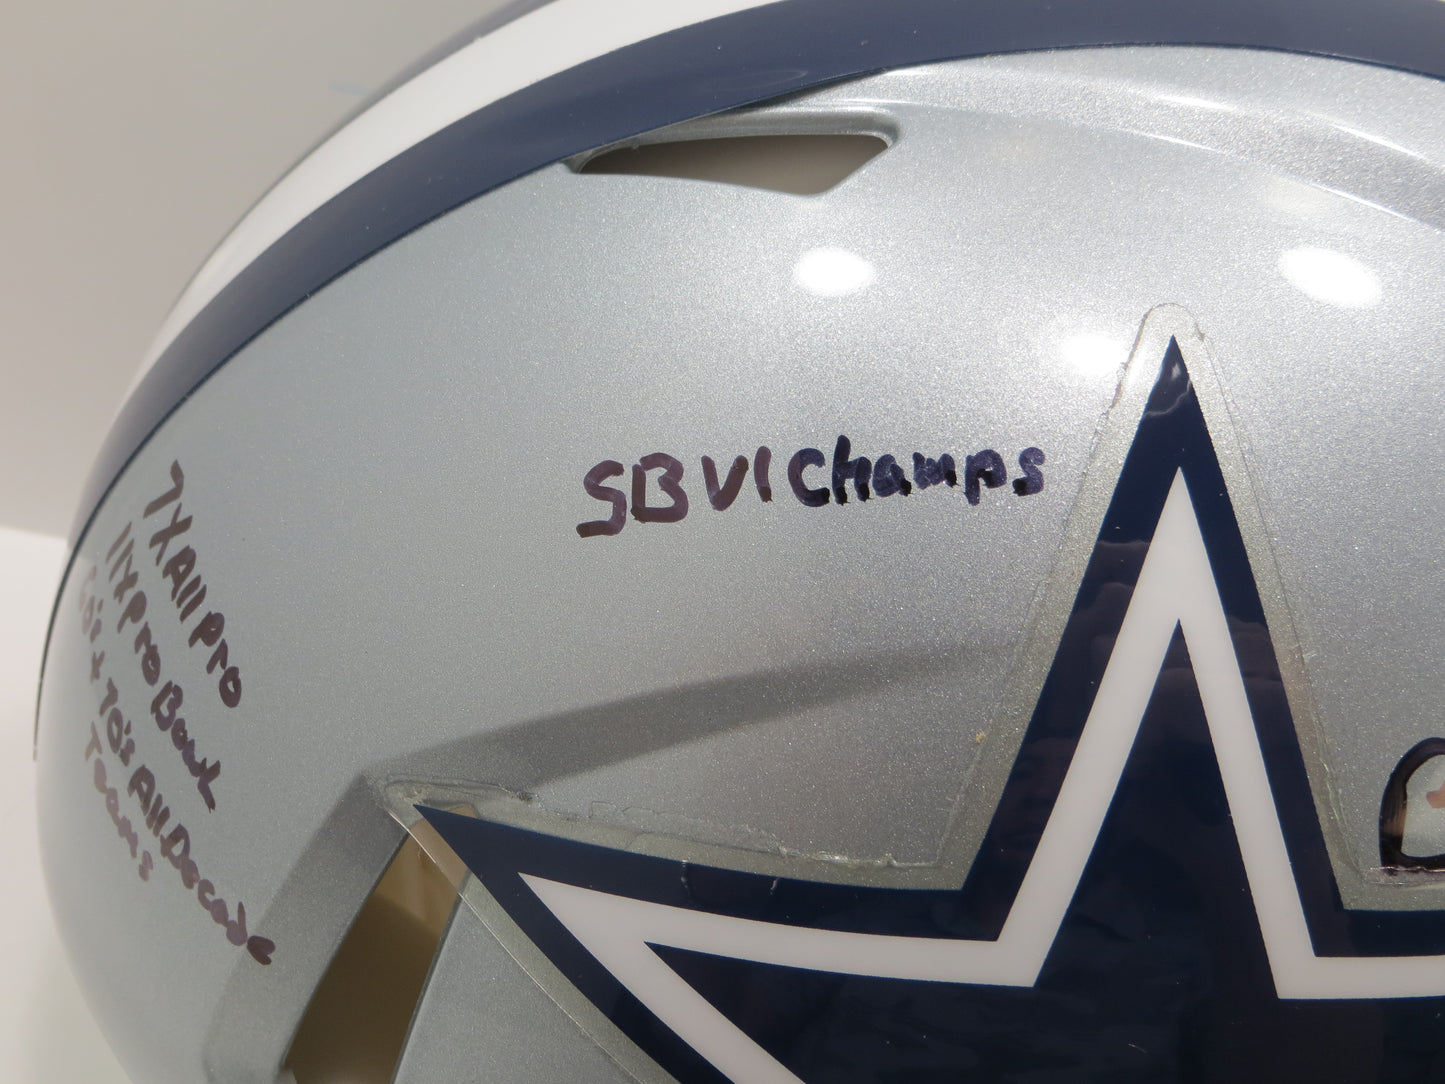 SB VI Champs
7X All Pro
11X Pro Bowl
60's + 70's All.Decade
Teams